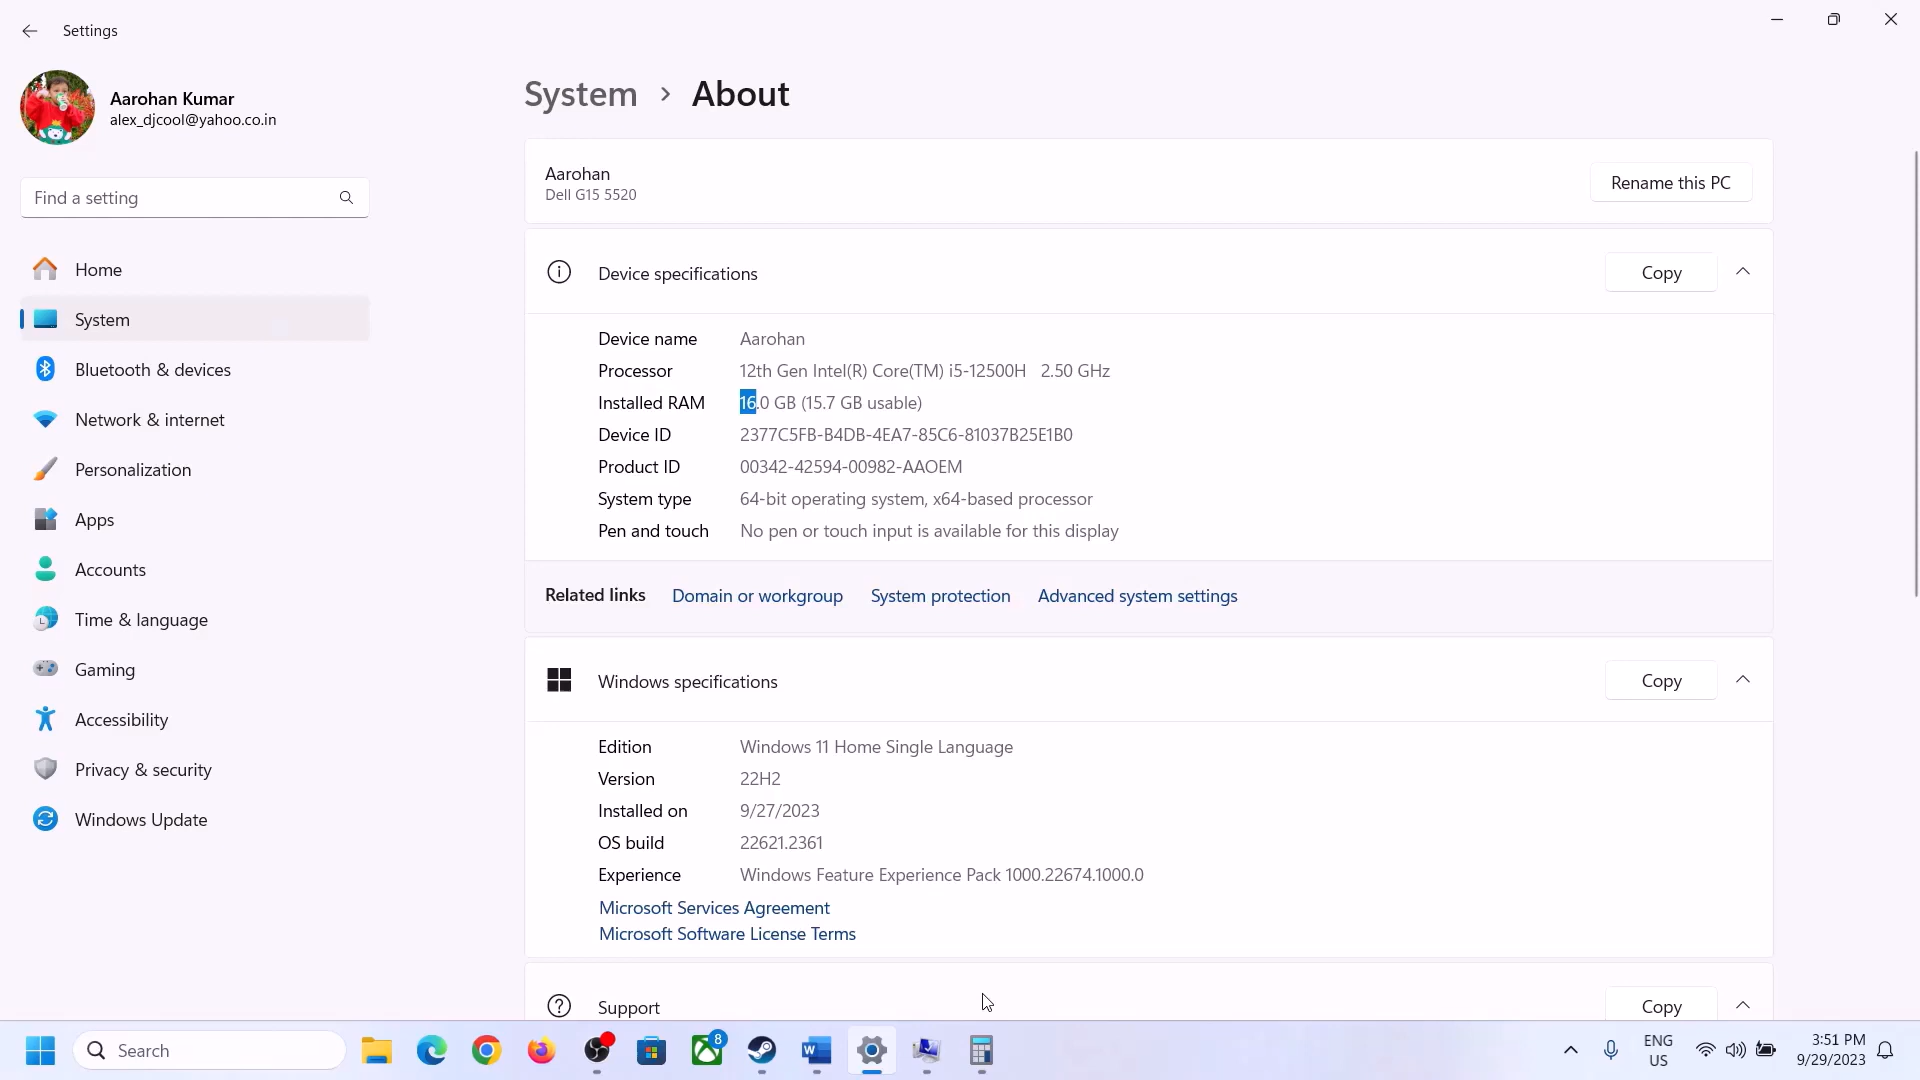 Settings
Aarohan Kumar
alex_djcool@yahoo.co.in
Find a setting
Home
System
Bluetooth & devices
Network & internet
Personalization
Apps
Accounts
Time & language
Gaming
Accessibility
Privacy & security
Windows Update
System > About
Aarohan
Dell G15 5520
Rename this PC
Device specifications
Copy
Device name Aarohan
Processor 12th Gen Intel(R) Core(TM) i5-12500H 2.50 GHz
Installed RAM 16.0 GB (15.7 GB usable)
Device ID 2377C5FB-B4DB-4EA7-85C6-81037B25E1B0
Product ID 00342-42594-00982-AAOEM
System type 64-bit operating system, x64-based processor
Pen and touch No pen or touch input is available for this display
Related links Domain or workgroup System protection Advanced system settings
Windows specifications
Copy
Edition Windows 11 Home Single Language
Version 22H2
Installed on 9/27/2023
OS build 22621.2361
Experience Windows Feature Experience Pack 1000.22674.1000.0
Microsoft Services Agreement
Microsoft Software License Terms
Support
Copy
Search
8
W
ENG
US
3:51 PM
9/29/2023